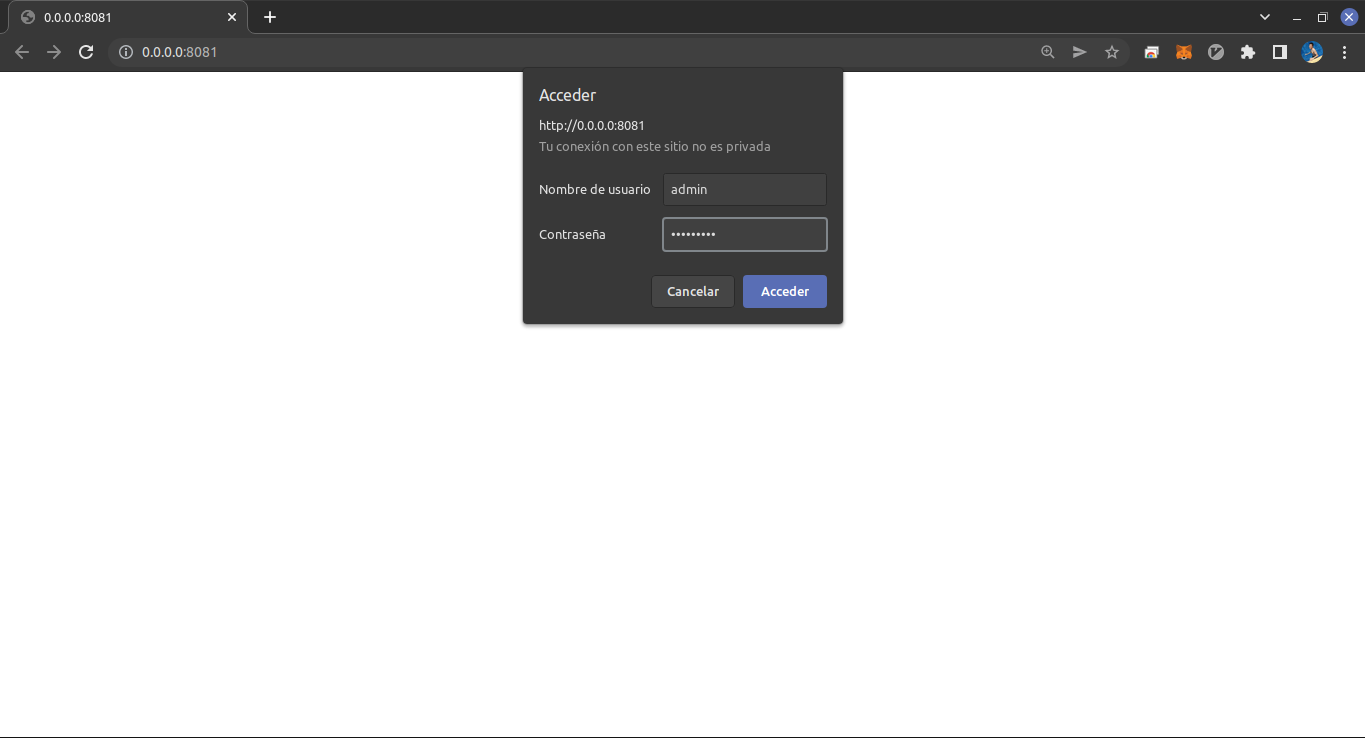 0.0.0.0:8081
0.0.0.0:8081
Acceder
http://0.0.0.0:8081
Tu conexión con este sitio no es privada
Nombre de usuario admin
Contraseña •••••••••
Cancelar Acceder